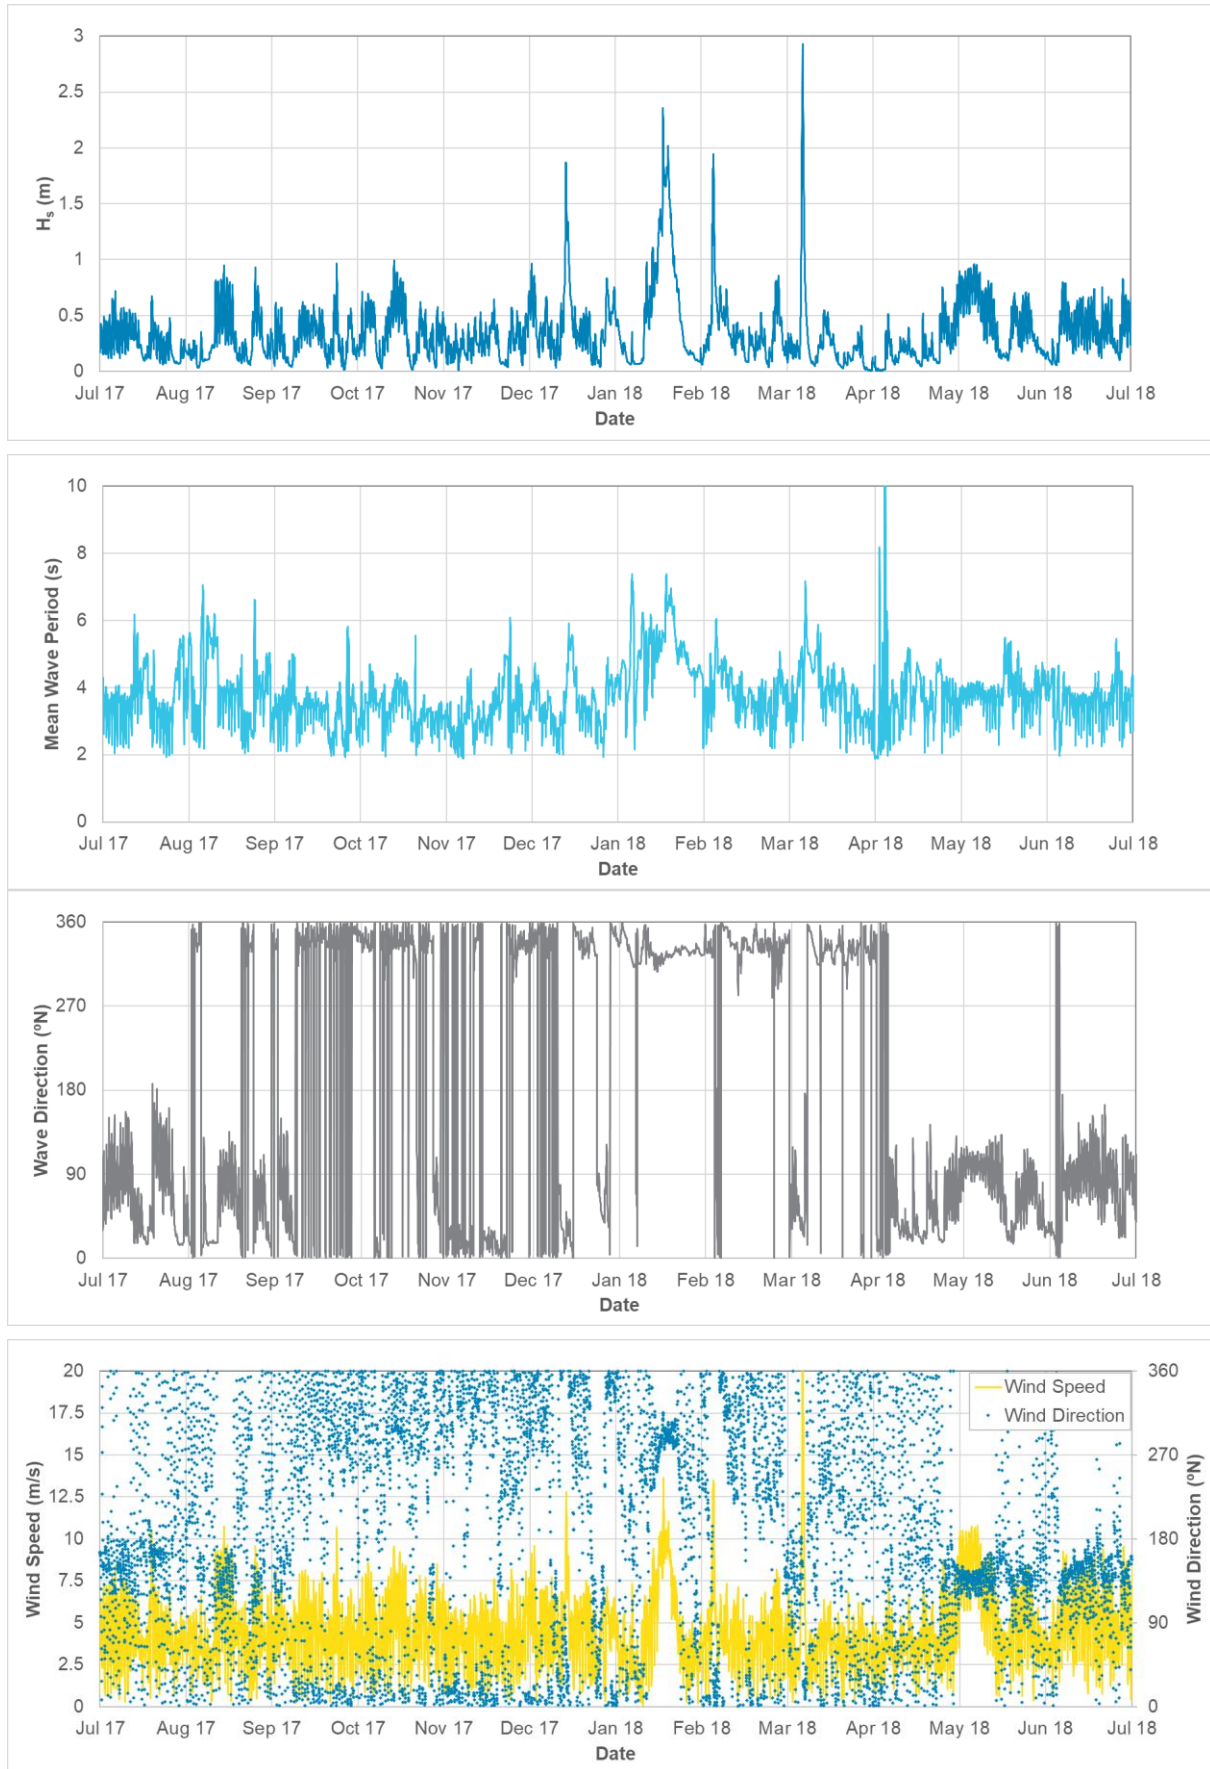 3
2.5
2
1.5
1
0.5
0
Hₛ (m)
Jul 17 Aug 17 Sep 17 Oct 17 Nov 17 Dec 17 Jan 18 Feb 18 Mar 18 Apr 18 May 18 Jun 18 Jul 18
Date
10
8
6
4
2
0
Mean Wave Period (s)
Jul 17 Aug 17 Sep 17 Oct 17 Nov 17 Dec 17 Jan 18 Feb 18 Mar 18 Apr 18 May 18 Jun 18 Jul 18
Date
360
270
180
90
0
Wave Direction (ºN)
Jul 17 Aug 17 Sep 17 Oct 17 Nov 17 Dec 17 Jan 18 Feb 18 Mar 18 Apr 18 May 18 Jun 18 Jul 18
Date
20
17.5
15
12.5
10
7.5
5
2.5
0
Wind Speed (m/s)
Wind Speed
Wind Direction
360
270
180
90
0
Wind Direction (ºN)
Jul 17 Aug 17 Sep 17 Oct 17 Nov 17 Dec 17 Jan 18 Feb 18 Mar 18 Apr 18 May 18 Jun 18 Jul 18
Date